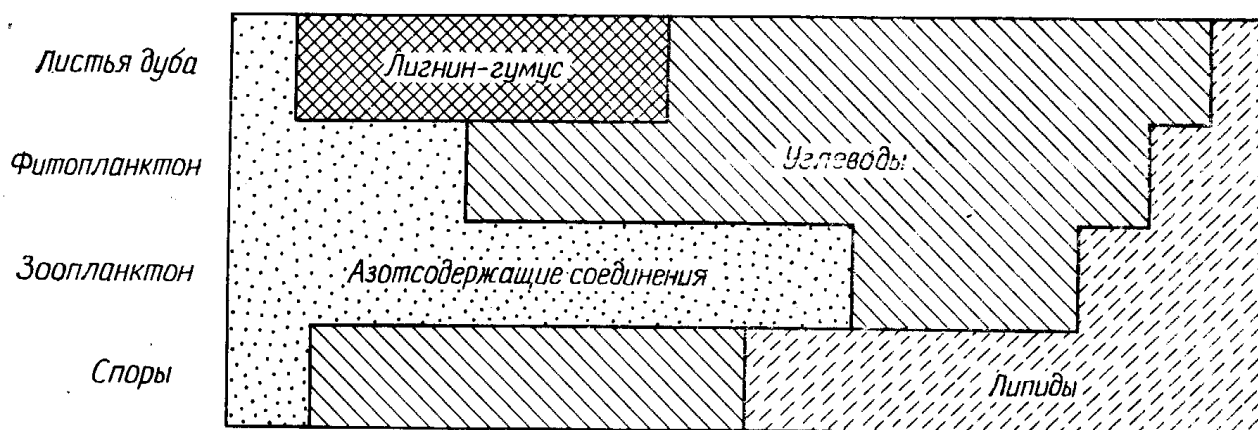 Листья дуба
Лигнин-гумус
Фитопланктон
Углеводы
Зоопланктон
Азотсодержащие соединения
Споры
Липиды